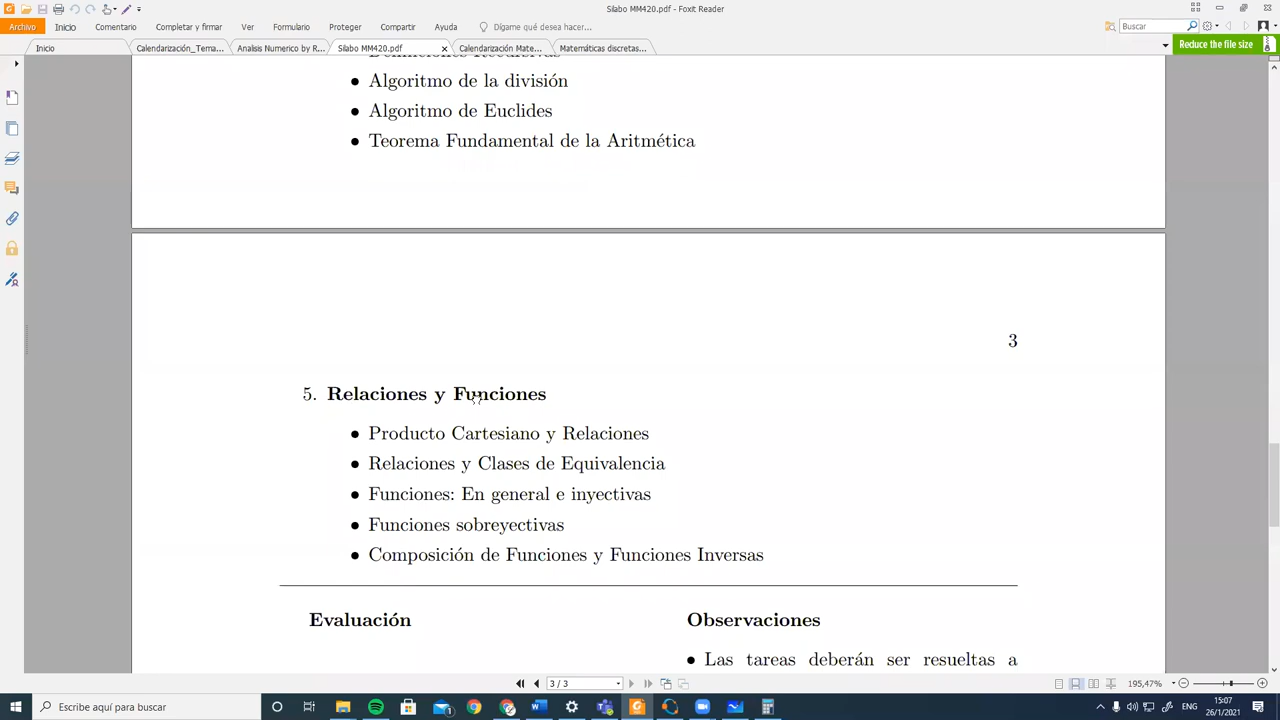 Silabo MM420.pdf - Foxit Reader
Archivo Inicio Comentario Completar y firmar Ver Formulario Proteger Compartir Ayuda Dígame qué desea hacer... Buscar
Inicio Calendarización_Tema... Analisis Numerico by R... Silabo MM420.pdf Calendarización Mate... Matemáticas discretas... Reduce the file size
• Definiciones Recursivas
• Algoritmo de la división
• Algoritmo de Euclides
• Teorema Fundamental de la Aritmética
3
5. Relaciones y Funciones
• Producto Cartesiano y Relaciones
• Relaciones y Clases de Equivalencia
• Funciones: En general e inyectivas
• Funciones sobreyectivas
• Composición de Funciones y Funciones Inversas
Evaluación
Observaciones
• Las tareas deberán ser resueltas a
3 / 3 195,47%
Escribe aquí para buscar
ENG
15:07
26/1/2021